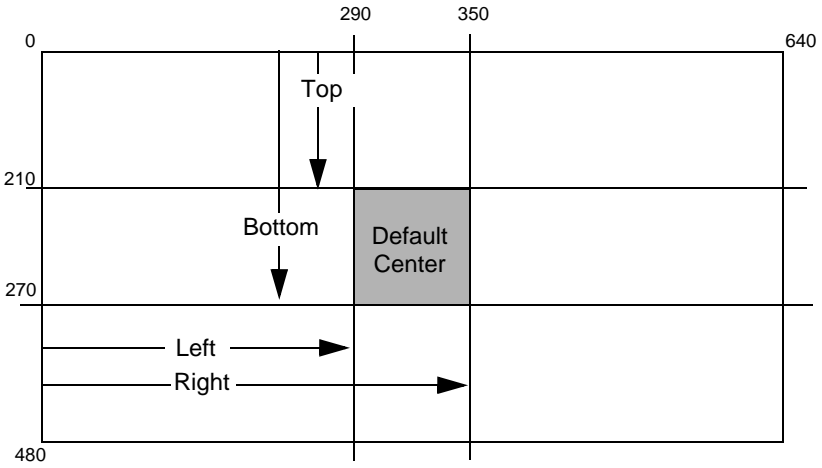 290 350
0 640
Top
210
Bottom
Default
Center
270
Left
Right
480